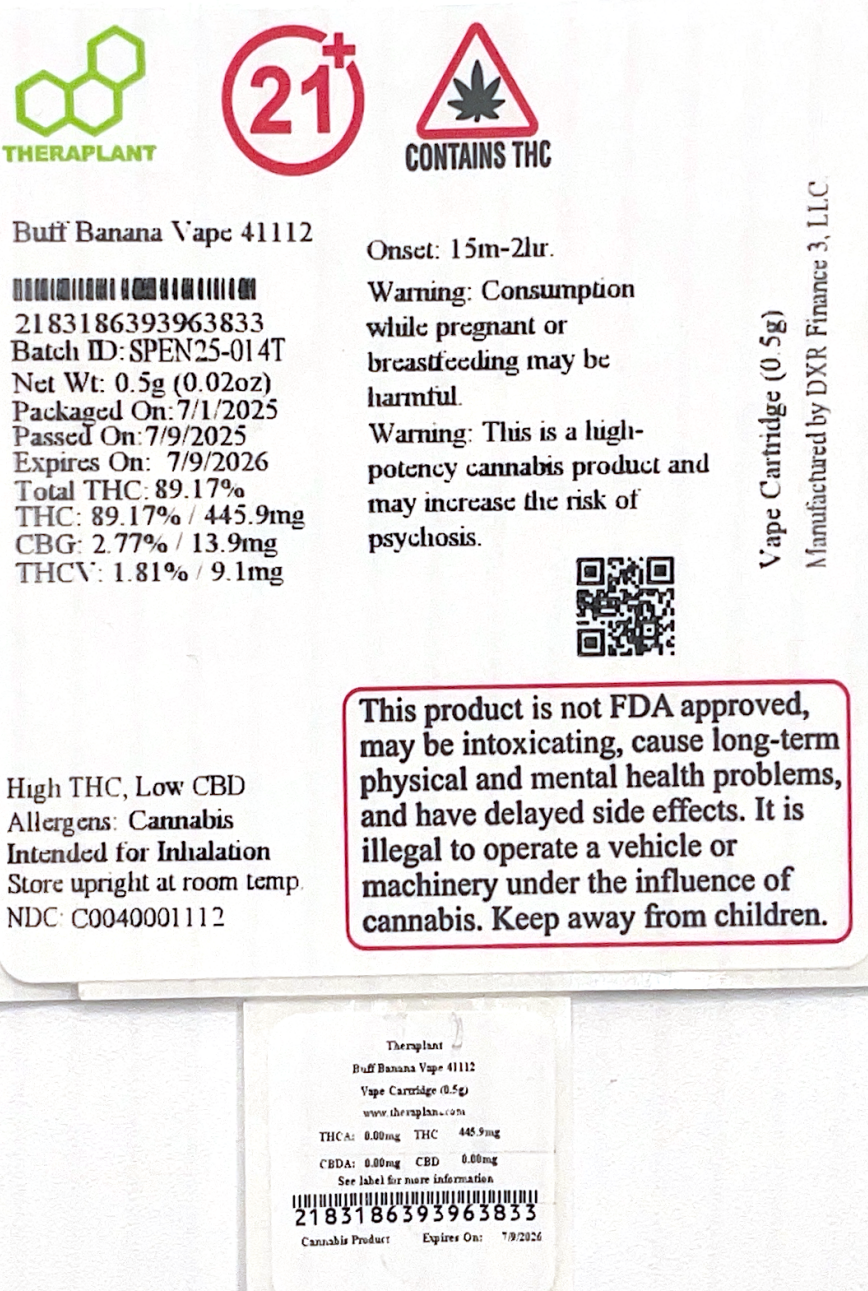 THERAPLANT
21+
CONTAINS THC
Buff Banana Vape 41112
2183186393963833
Batch ID: SPEN25-014T
Net Wt: 0.5g (0.02oz)
Packaged On: 7/1/2025
Passed On: 7/9/2025
Expires On: 7/9/2026
Total THC: 89.17%
THC: 89.17% / 445.9mg
CBG: 2.77% / 13.9mg
THCV: 1.81% / 9.1mg
Onset: 15m-2hr.
Warning: Consumption
while pregnant or
breastfeeding may be
harmful.
Warning: This is a high-
potency cannabis product and
may increase the risk of
psychosis.
Vape Cartridge (0.5g)
Manufactured by DXR Finance 3, LLC
High THC, Low CBD
Allergens: Cannabis
Intended for Inhalation
Store upright at room temp.
NDC: C0040001112
This product is not FDA approved,
may be intoxicating, cause long-term
physical and mental health problems,
and have delayed side effects. It is
illegal to operate a vehicle or
machinery under the influence of
cannabis. Keep away from children.
Theraplant
Buff Banana Vape 41112
Vape Cartridge (0.5g)
www.theraplant.com
THCA: 0.00mg THC 445.9mg
CBDA: 0.00mg CBD 0.00mg
See label for more information
2183186393963833
Cannabis Product Expires On: 7/9/2026